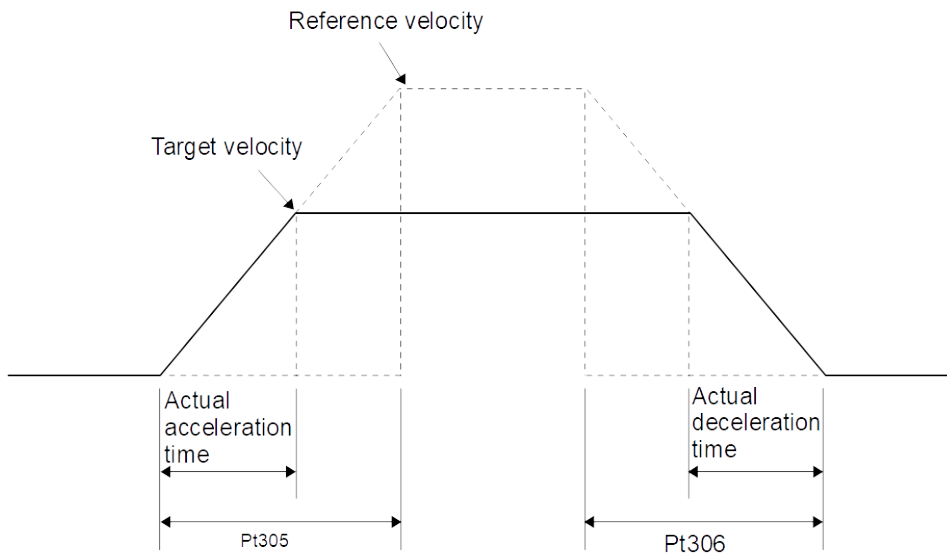 Reference velocity
Target velocity
Actual
acceleration
time
Actual
deceleration
time
Pt305
Pt306